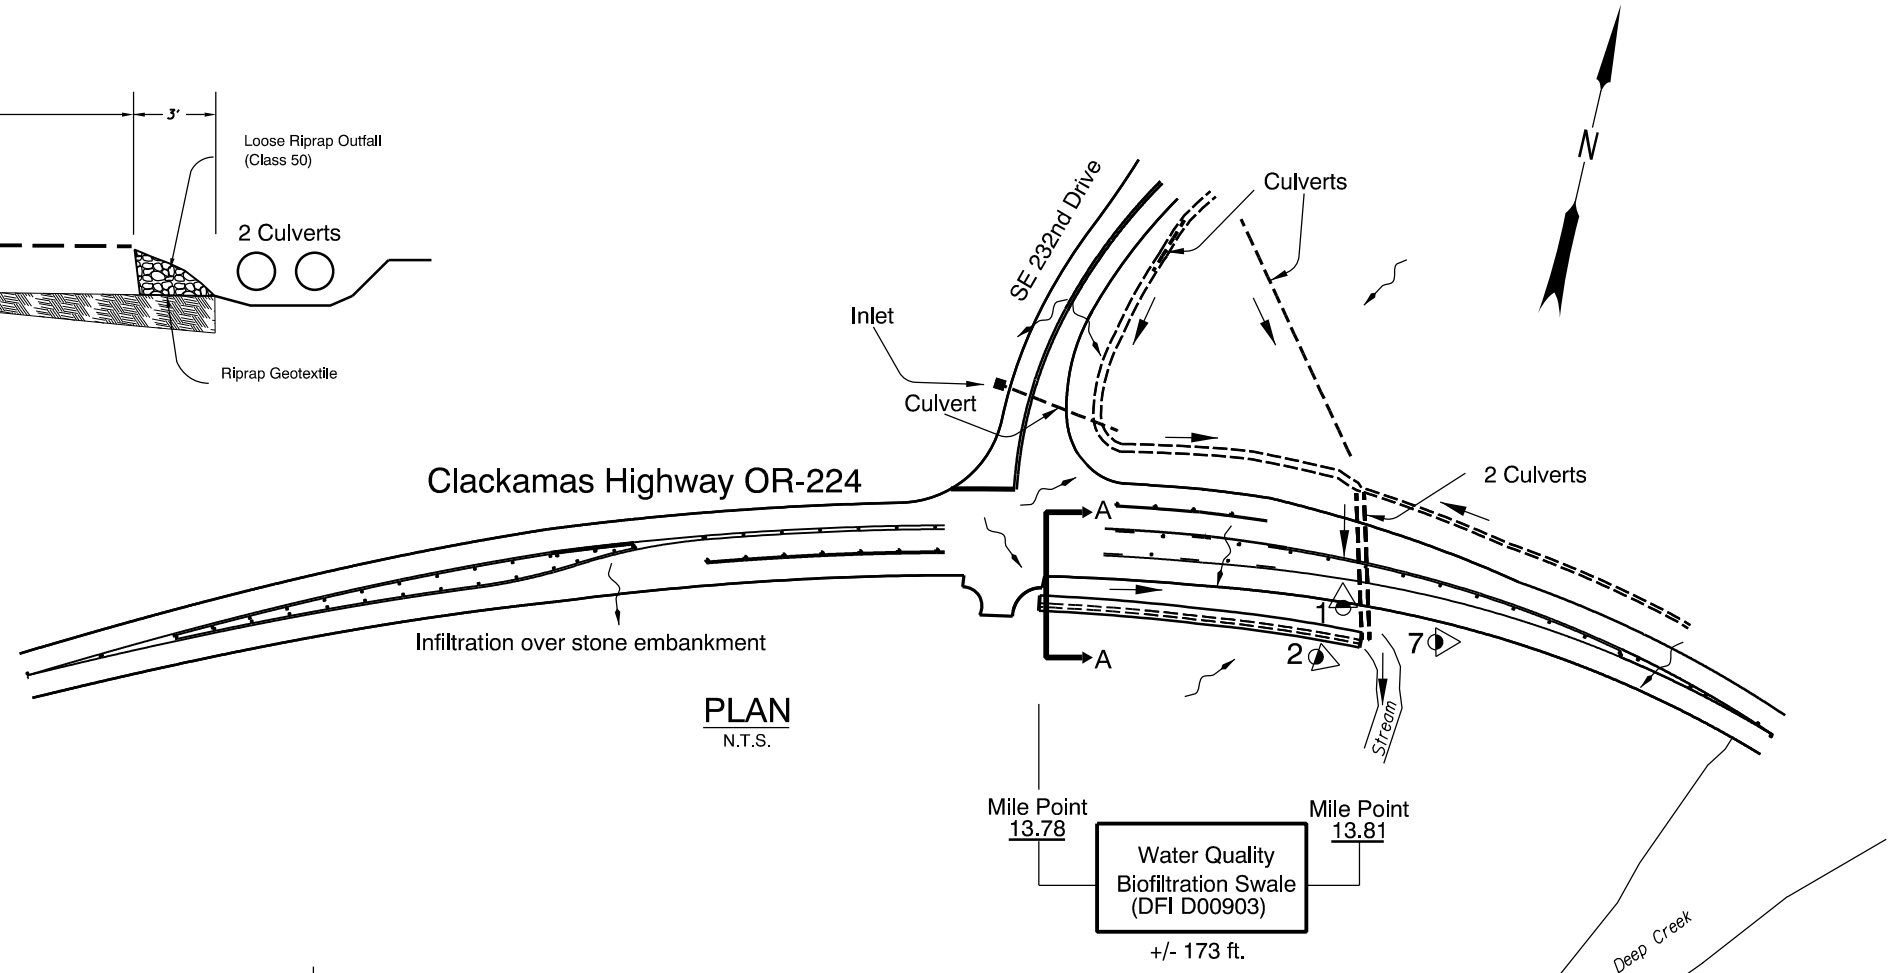 3'
Loose Riprap Outfall
(Class 50)
2 Culverts
Riprap Geotextile
SE 232nd Drive
Culverts
N
Inlet
Culvert
Clackamas Highway OR-224
2 Culverts
A
1
7
2
Infiltration over stone embankment
A
PLAN
N.T.S.
Stream
Mile Point
13.78
Mile Point
13.81
Water Quality
Biofiltration Swale
(DFI D00903)
+/- 173 ft.
Deep Creek